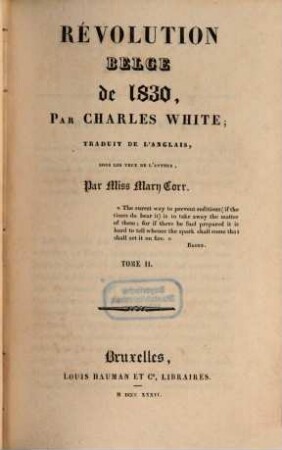 RÉVOLUTION
BELGE
de 1830,
PAR CHARLES WHITE;
TRADUIT DE L'ANGLAIS,
SOUS LES YEUX DE L'AUTEUR,
Par Miss Mary Corr.
« The surest way to prevent seditions (if the
times do bear it) is to take away the matter
of them; for if there be fuel prepared it is
hard to tell whence the spark shall come that
shall set it on fire. »
BACON.
TOME II.
Bruxelles,
LOUIS HAUMAN ET Cº, LIBRAIRES.
M DCCC XXXVI.